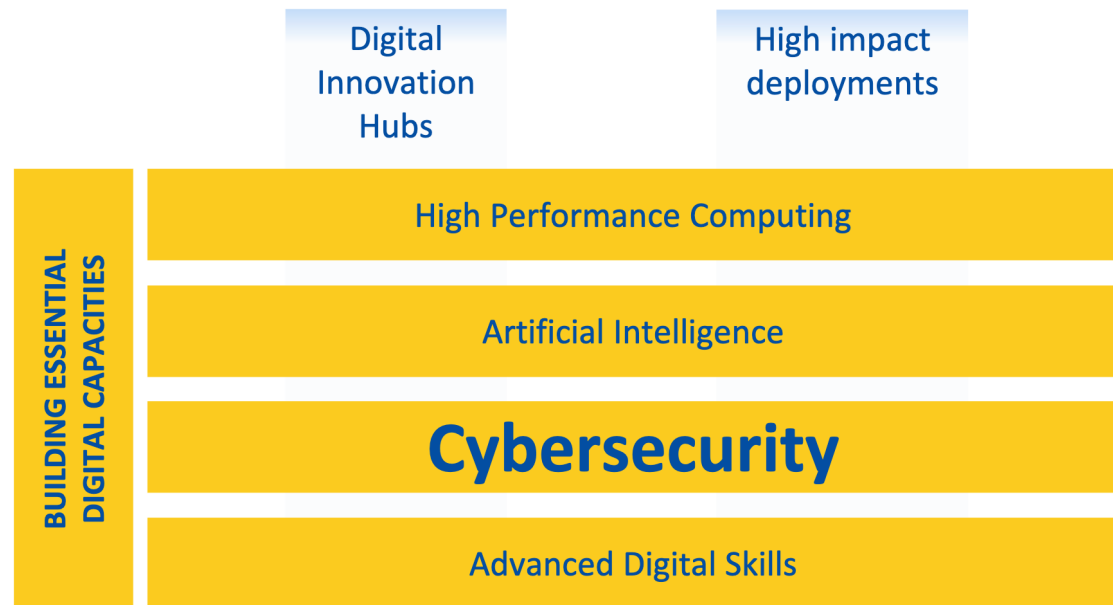 Digital
Innovation
Hubs
High impact
deployments
BUILDING ESSENTIAL
DIGITAL CAPACITIES
High Performance Computing
Artificial Intelligence
Cybersecurity
Advanced Digital Skills